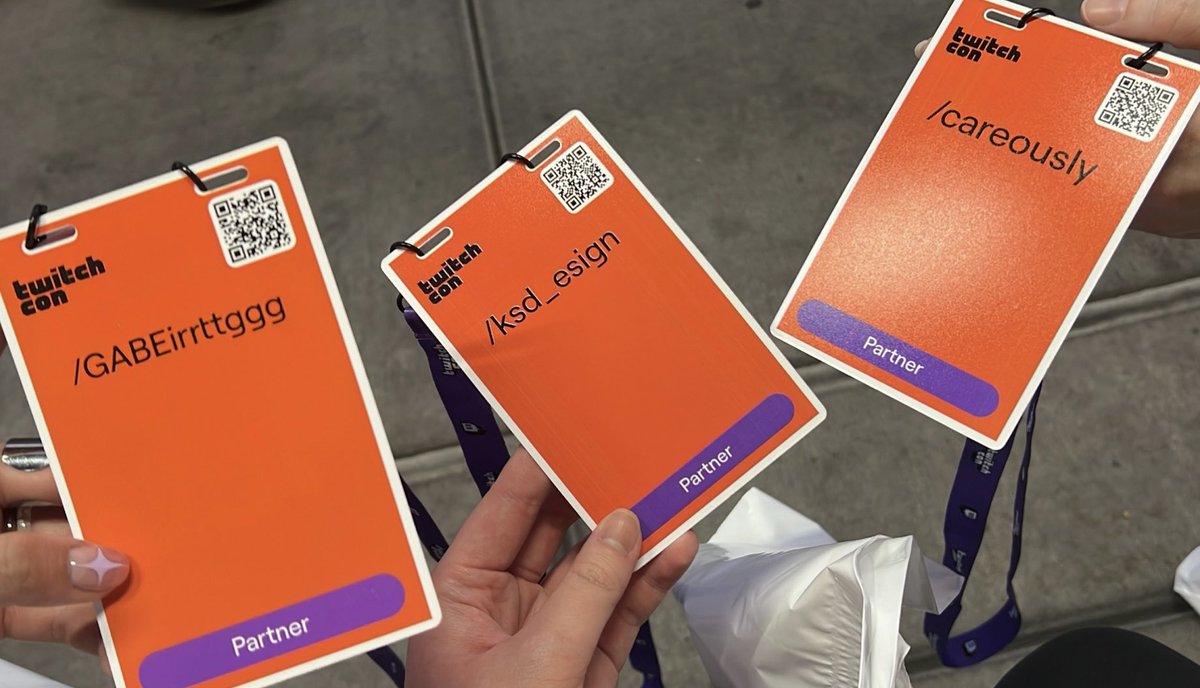 twitch
con
/GABEirrttggg
Partner
twitch
con
/ksd_esign
Partner
twitch
con
/careously
Partner